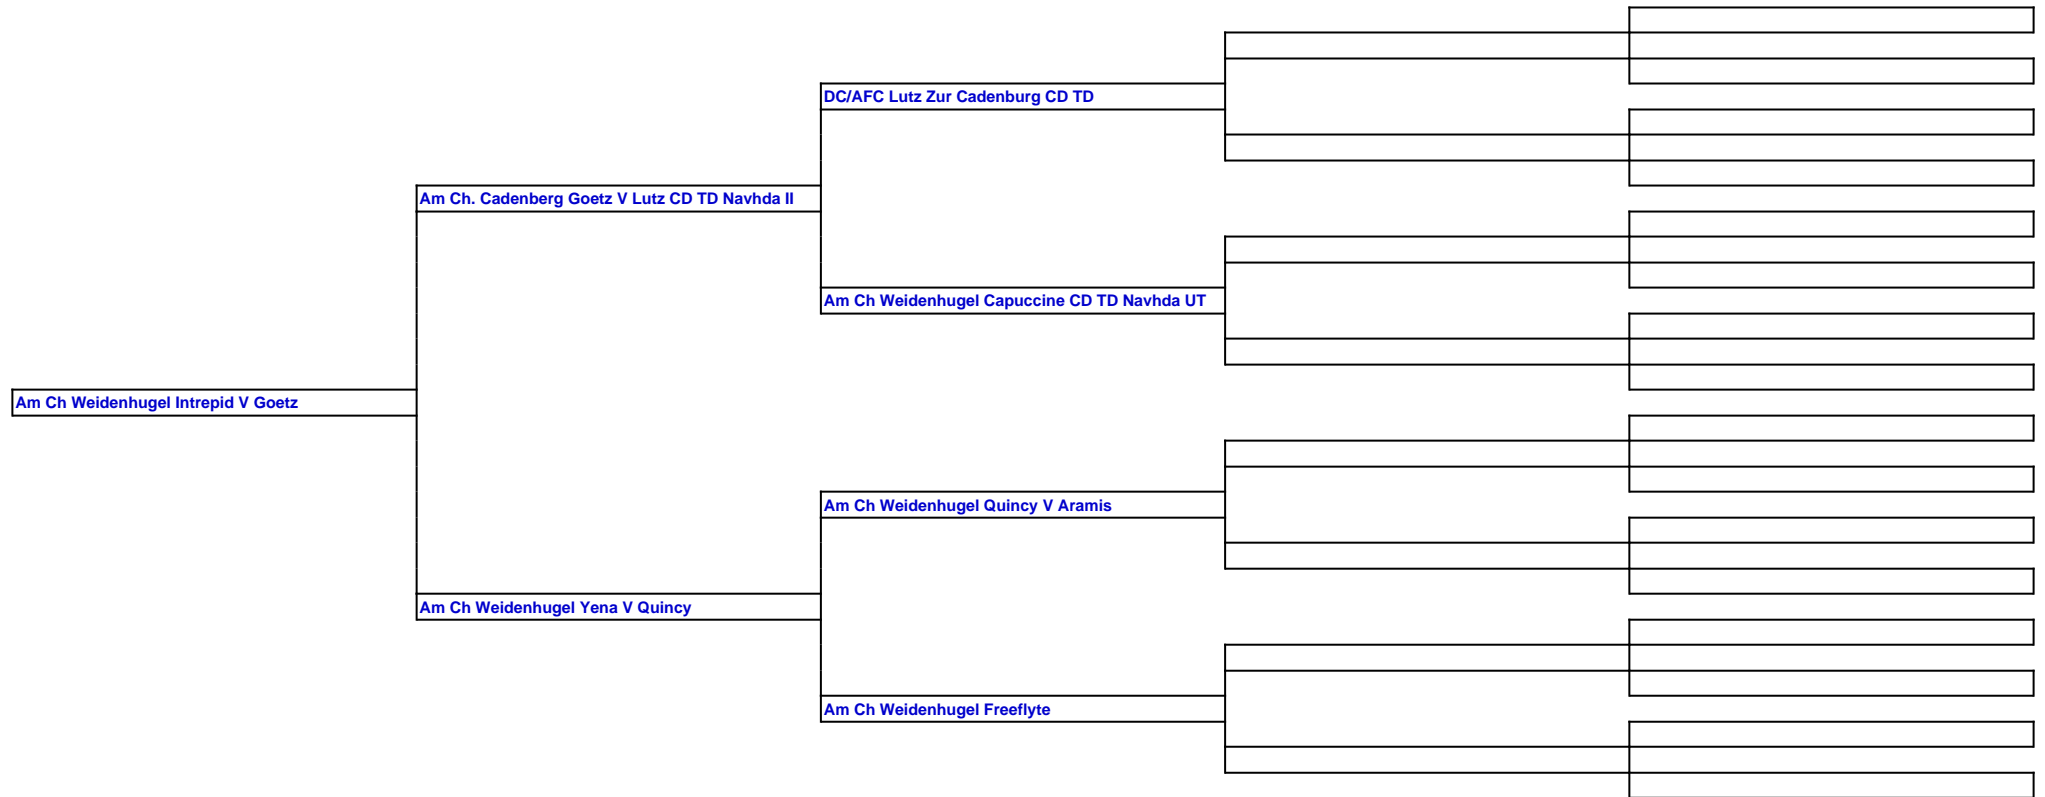 DC/AFC Lutz Zur Cadenburg CD TD
Am Ch. Cadenberg Goetz V Lutz CD TD Navhda II
Am Ch Weidenhugel Capuccine CD TD Navhda UT
Am Ch Weidenhugel Intrepid V Goetz
Am Ch Weidenhugel Quincy V Aramis
Am Ch Weidenhugel Yena V Quincy
Am Ch Weidenhugel Freeflyte